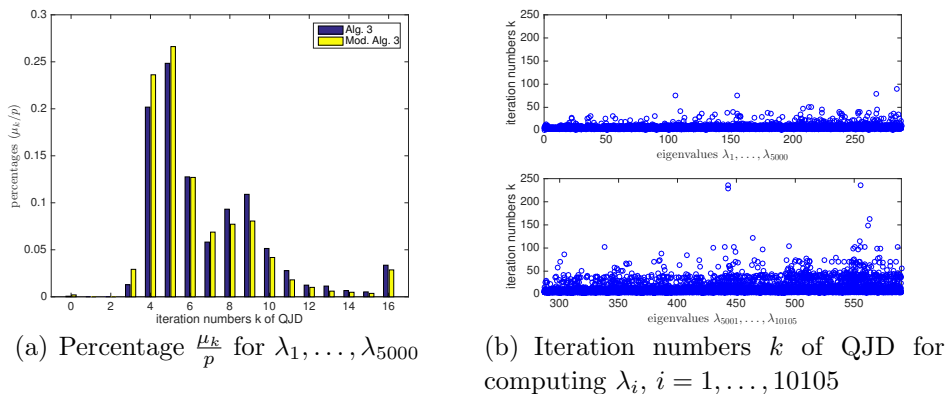 0.3
0.25
0.2
0.15
0.1
0.05
0
percentages (μₖ/p)
Alg. 3
Mod. Alg. 3
0 2 4 6 8 10 12 14 16
iteration numbers k of QJD
(a) Percentage μₖ/p for λ₁, . . . , λ₅₀₀₀
250
200
150
100
50
0
iteration numbers k
0 50 100 150 200 250
eigenvalues λ₁, . . . , λ₅₀₀₀
250
200
150
100
50
0
iteration numbers k
300 350 400 450 500 550
eigenvalues λ₅₀₀₁, . . . , λ₁₀₁₀₅
(b) Iteration numbers k of QJD for
computing λᵢ, i = 1, . . . , 10105